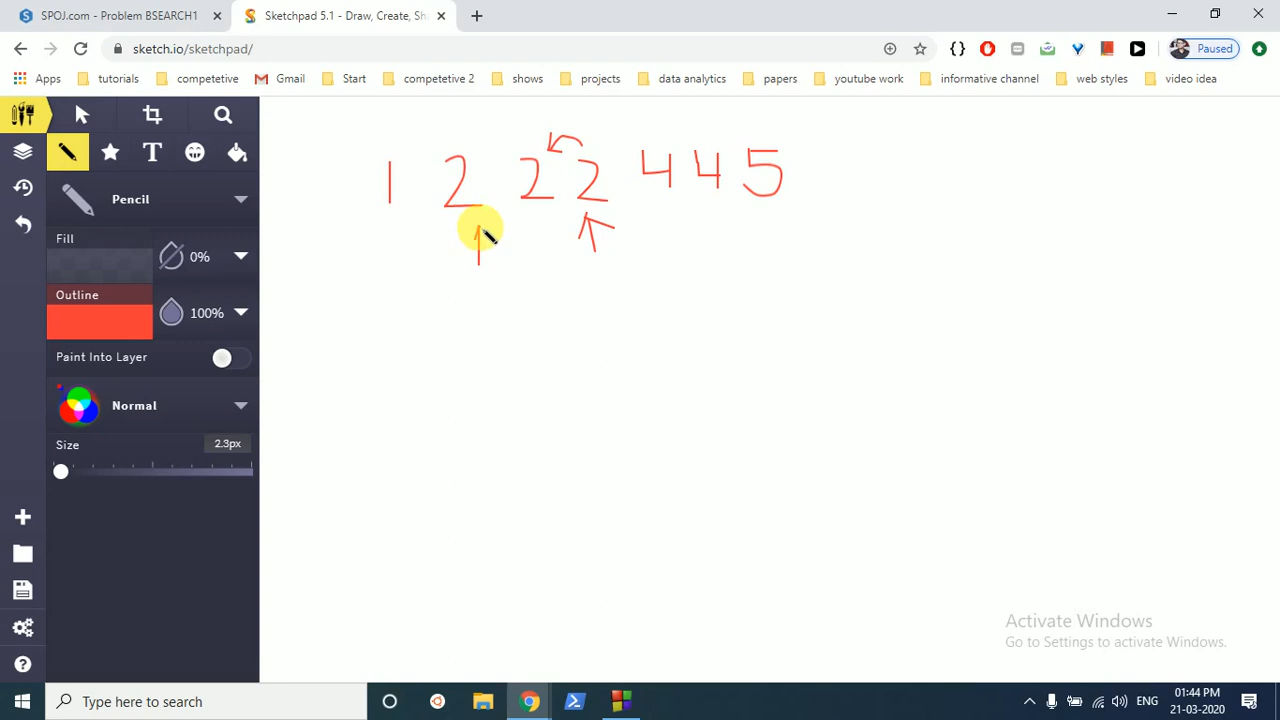 SPOJ.com - Problem BSEARCH1
Sketchpad 5.1 - Draw, Create, Sh
sketch.io/sketchpad/
Paused
Apps tutorials competetive Gmail Start competetive 2 shows projects data analytics papers youtube work informative channel web styles video idea
1 2 2 2 4 4 5
T
Pencil
Fill
0%
Outline
100%
Paint Into Layer
Normal
Size
2.3px
Activate Windows
Go to Settings to activate Windows.
Type here to search
ENG
01:44 PM
21-03-2020